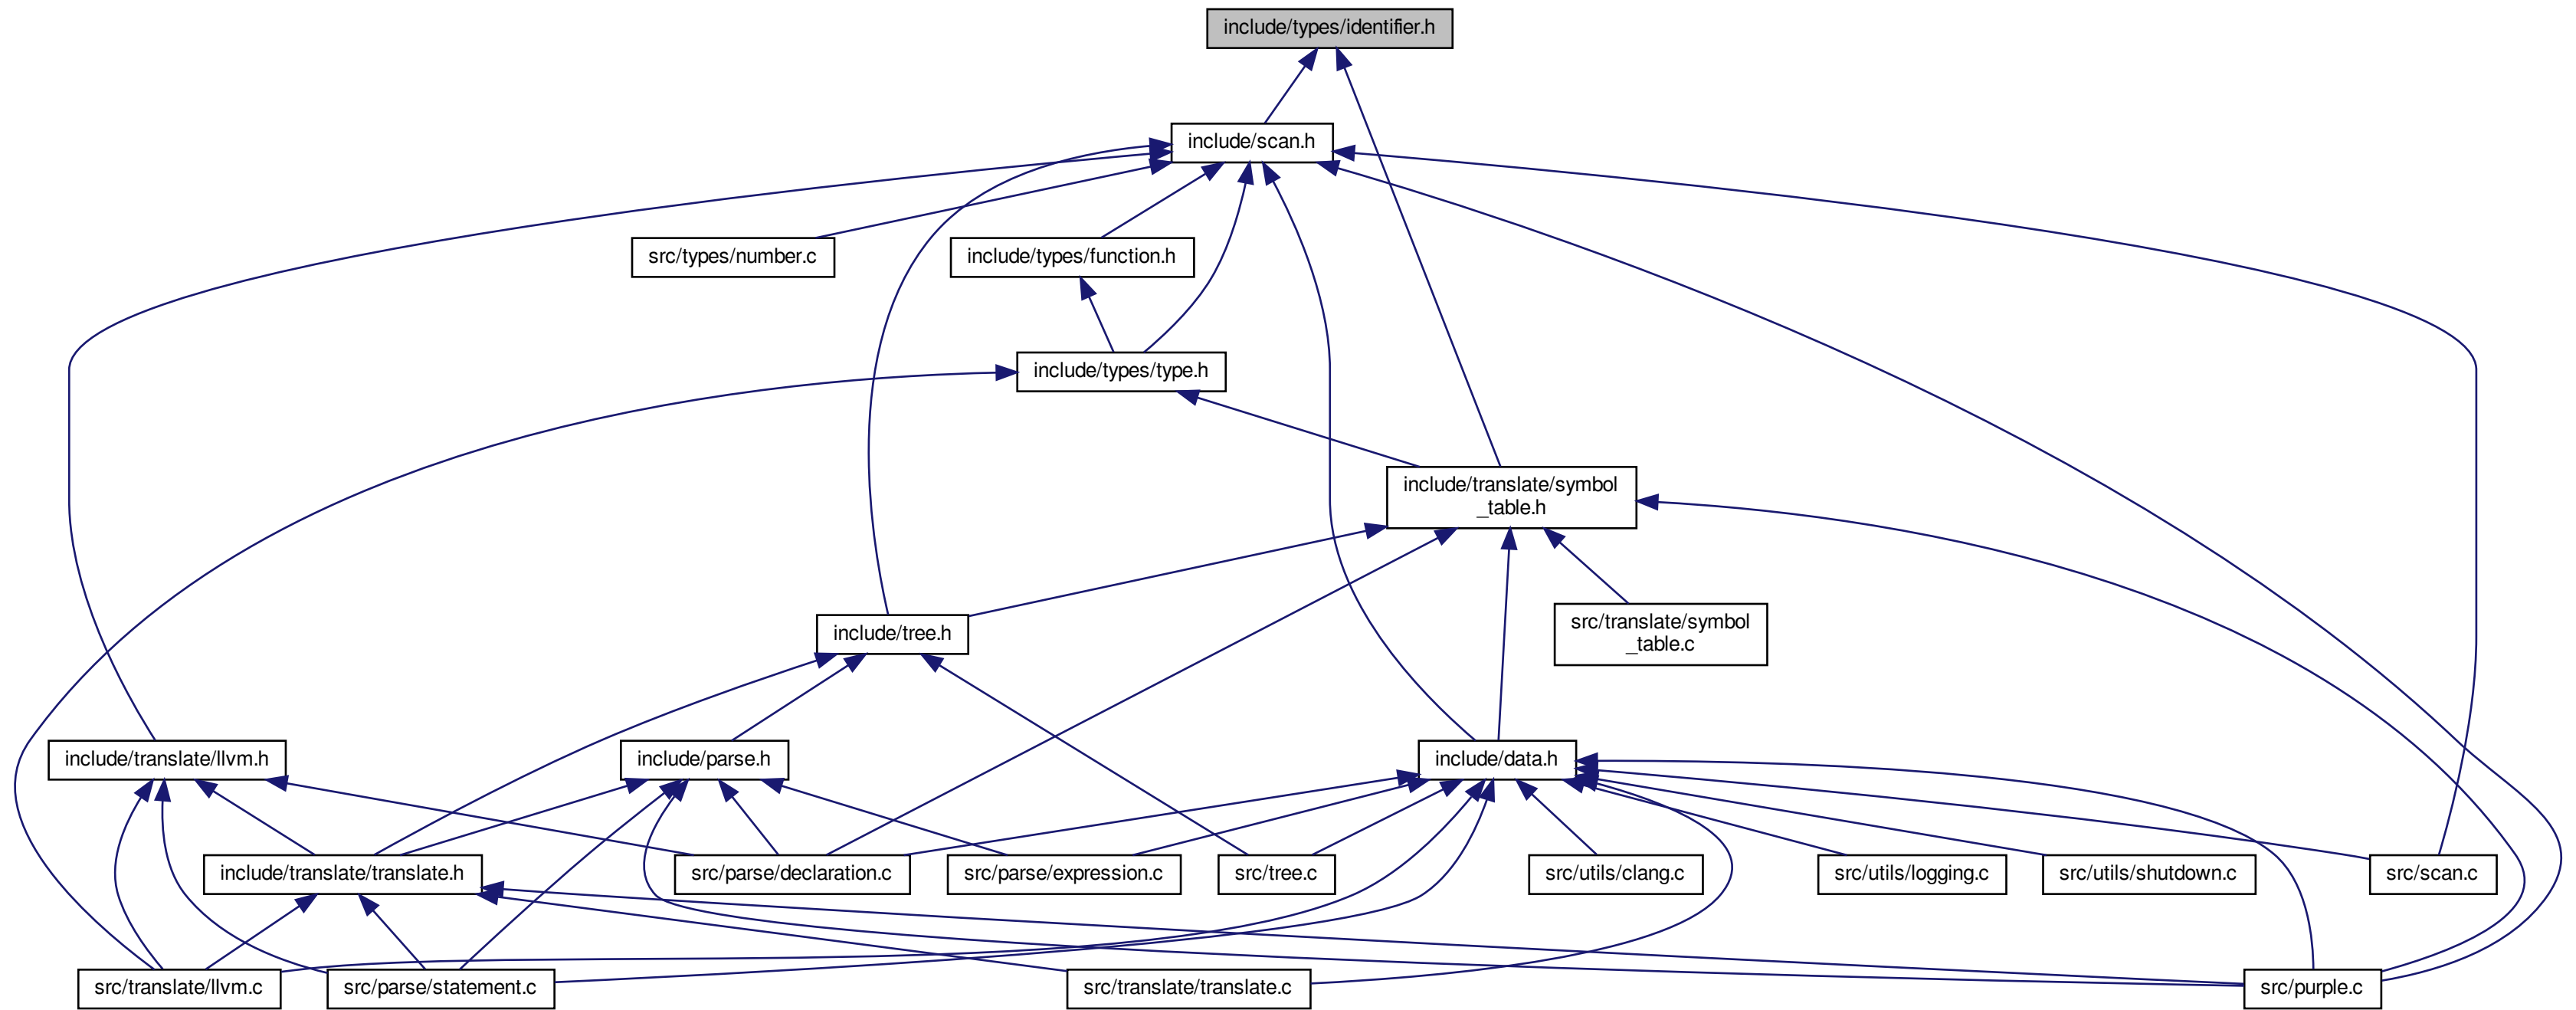 include/types/identifier.h
include/scan.h
src/types/number.c
include/types/function.h
include/types/type.h
include/translate/symbol
_table.h
include/tree.h
src/translate/symbol
_table.c
include/translate/llvm.h
include/parse.h
include/data.h
include/translate/translate.h
src/parse/declaration.c
src/parse/expression.c
src/tree.c
src/utils/clang.c
src/utils/logging.c
src/utils/shutdown.c
src/scan.c
src/translate/llvm.c
src/parse/statement.c
src/translate/translate.c
src/purple.c